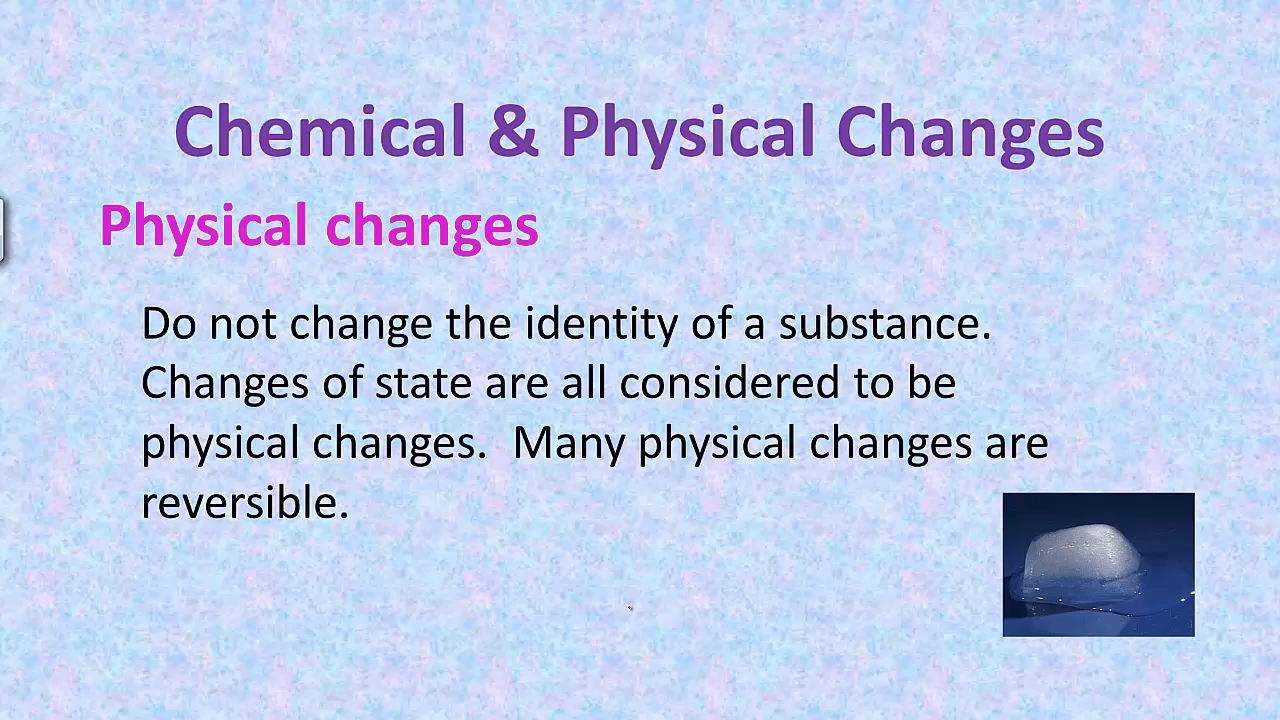 Chemical & Physical Changes
Physical changes
Do not change the identity of a substance.
Changes of state are all considered to be
physical changes.  Many physical changes are
reversible.